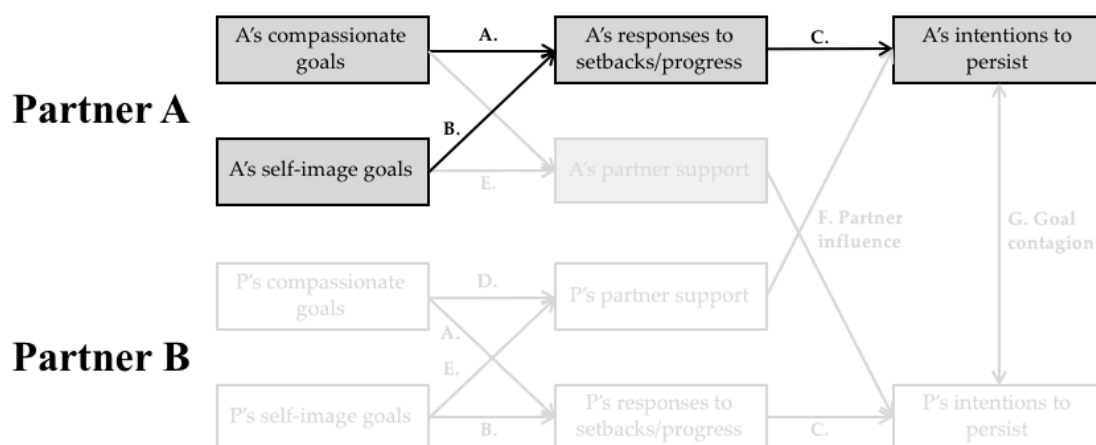 A's compassionate
goals
A.
A's responses to
setbacks/progress
C.
A's intentions to
persist
Partner A
B.
A's self-image goals
E.
A's partner support
F. Partner
influence
G. Goal
contagion
P's compassionate
goals
D.
P's partner support
A.
Partner B
E.
P's self-image goals
B.
P's responses to
setbacks/progress
C.
P's intentions to
persist